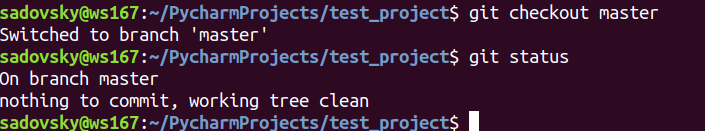 sadovsky@ws167:~/PycharmProjects/test_project$ git checkout master
Switched to branch 'master'
sadovsky@ws167:~/PycharmProjects/test_project$ git status
On branch master
nothing to commit, working tree clean
sadovsky@ws167:~/PycharmProjects/test_project$